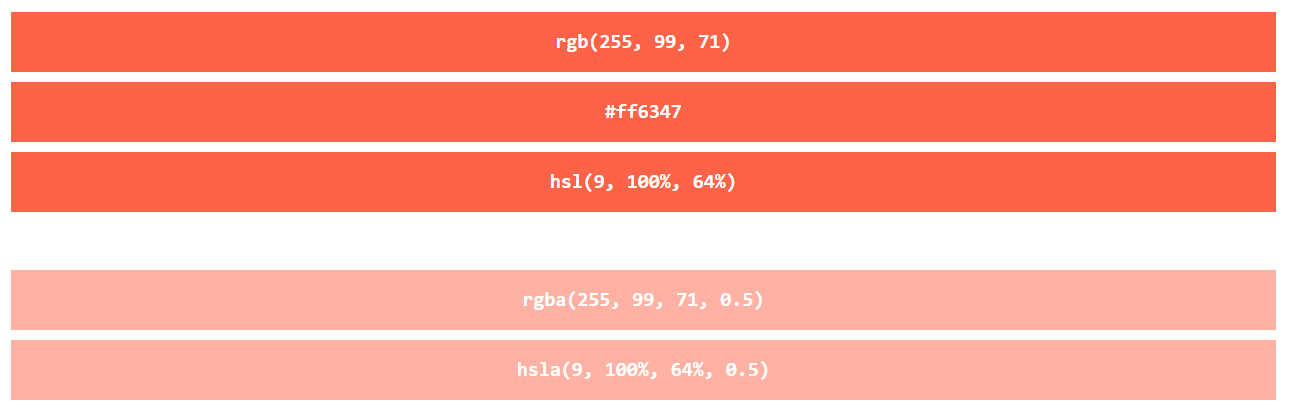 rgb(255, 99, 71)
#ff6347
hsl(9, 100%, 64%)
rgba(255, 99, 71, 0.5)
hsla(9, 100%, 64%, 0.5)